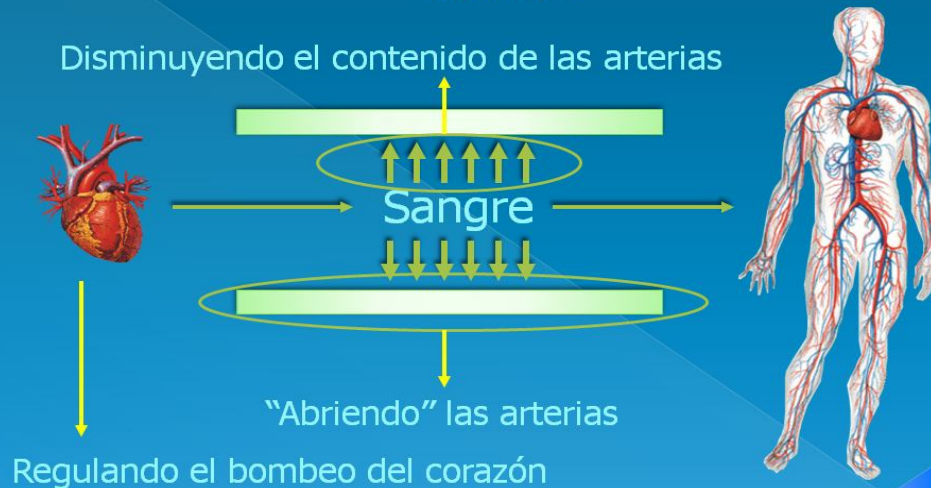 Disminuyendo el contenido de las arterias
Sangre
“Abriendo” las arterias
Regulando el bombeo del corazón